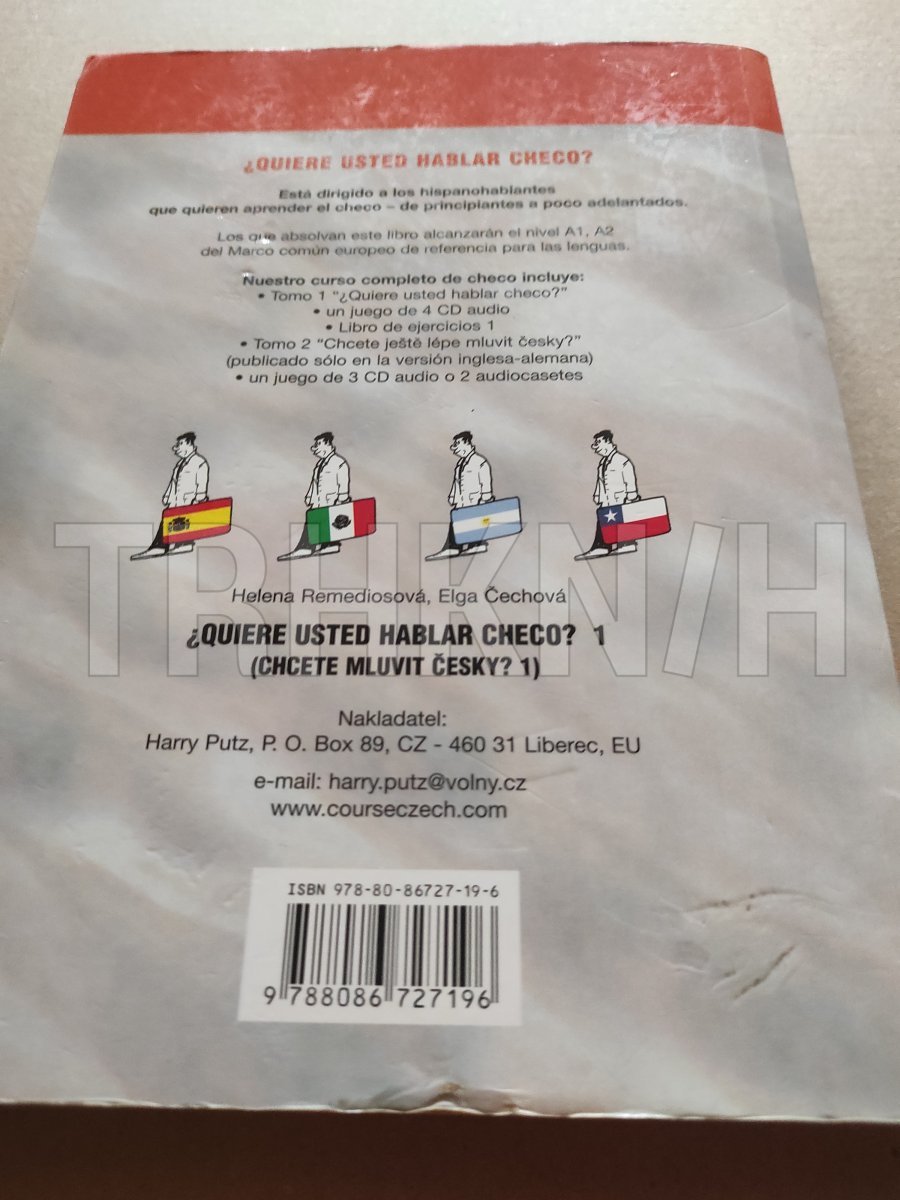 ¿QUIERE USTED HABLAR CHECO?
Está dirigido a los hispanohablantes
que quieren aprender el checo – de principiantes a poco adelantados.
Los que absolvan este libro alcanzarán el nivel A1, A2
del Marco común europeo de referencia para las lenguas.
Nuestro curso completo de checo incluye:
• Tomo 1 “¿Quiere usted hablar checo?”
• un juego de 4 CD audio
• Libro de ejercicios 1
• Tomo 2 “Chcete ještě lépe mluvit česky?”
(publicado sólo en la versión inglesa-alemana)
• un juego de 3 CD audio o 2 audiocasetes
TRHKNIH
Helena Remediosová, Elga Čechová
¿QUIERE USTED HABLAR CHECO? 1
(CHCETE MLUVIT ČESKY? 1)
Nakladatel:
Harry Putz, P. O. Box 89, CZ - 460 31 Liberec, EU
e-mail: harry.putz@volny.cz
www.courseczech.com
ISBN 978-80-86727-19-6
9 788086 727196